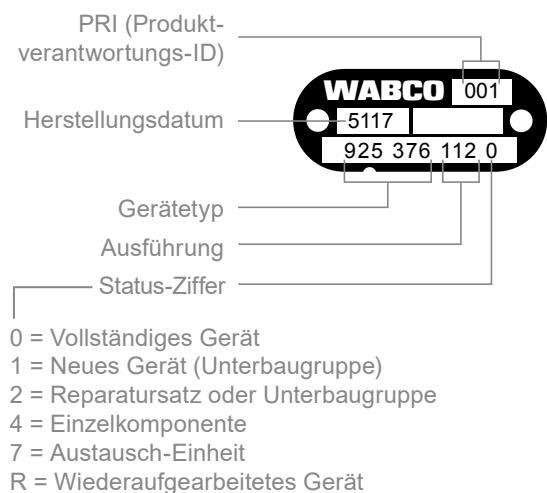 PRI (Produkt-
verantwortungs-ID)
WABCO 001
Herstellungsdatum
5117
925 376 112 0
Gerätetyp
Ausführung
Status-Ziffer
0 = Vollständiges Gerät
1 = Neues Gerät (Unterbaugruppe)
2 = Reparatursatz oder Unterbaugruppe
4 = Einzelkomponente
7 = Austausch-Einheit
R = Wiederaufgearbeitetes Gerät